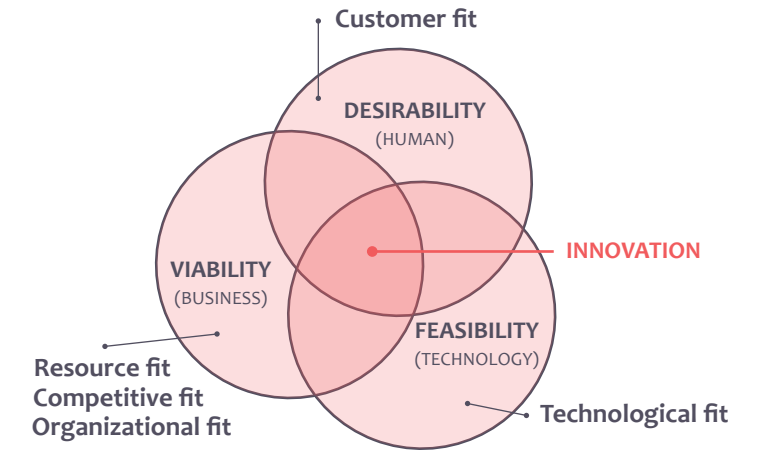 Customer fit
DESIRABILITY
(HUMAN)
INNOVATION
VIABILITY
(BUSINESS)
FEASIBILITY
(TECHNOLOGY)
Resource fit
Competitive fit
Organizational fit
Technological fit